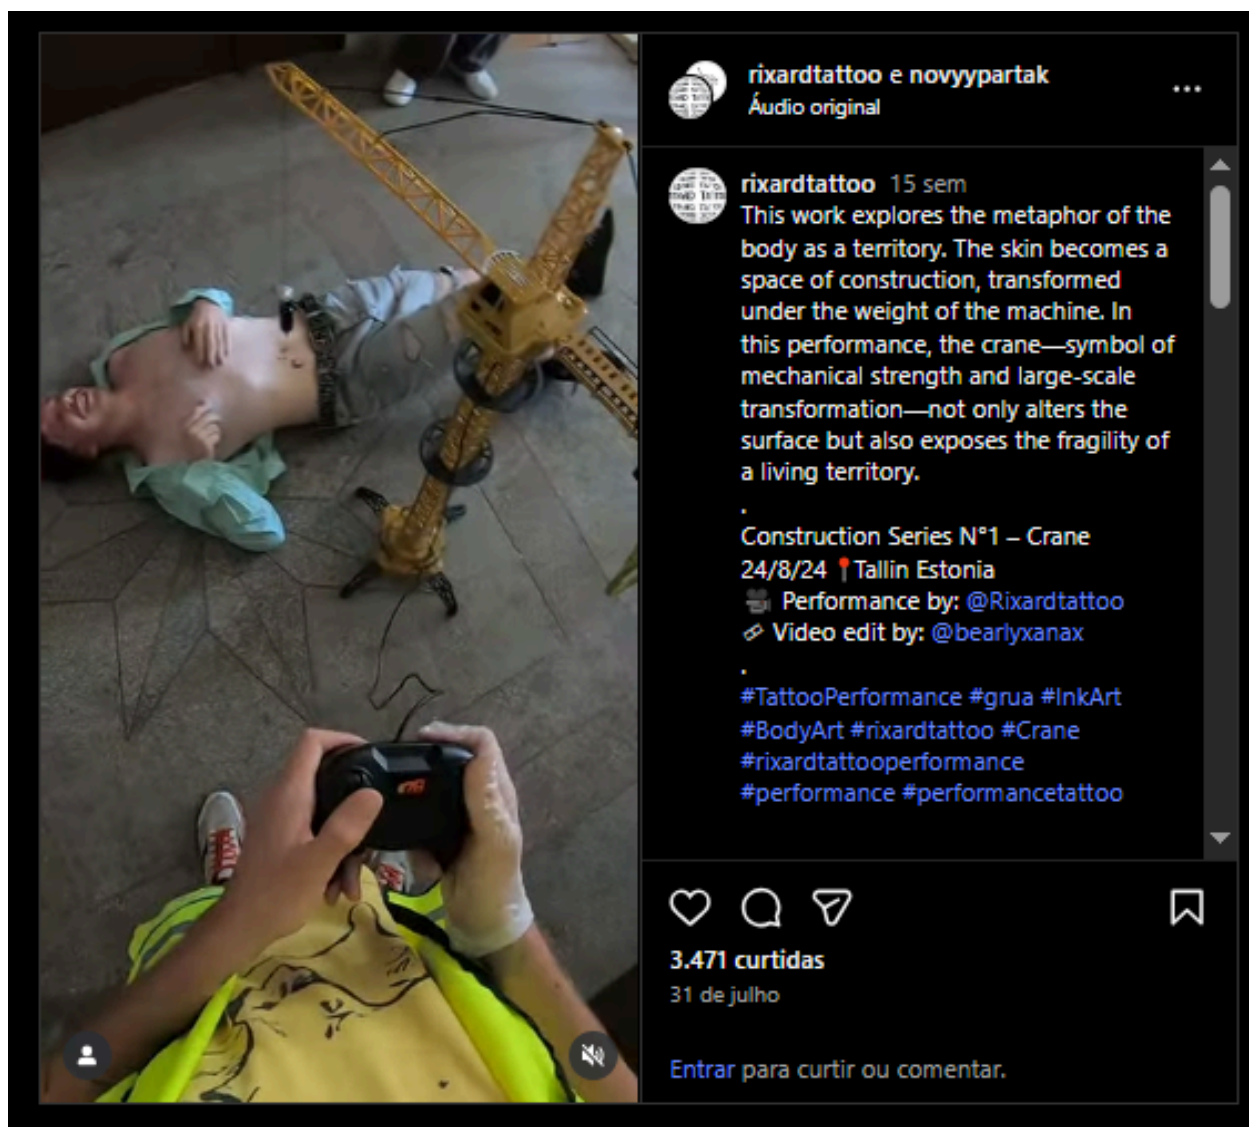 rixardtattoo e novyypartak
Áudio original
rixardtattoo 15 sem
This work explores the metaphor of the
body as a territory. The skin becomes a
space of construction, transformed
under the weight of the machine. In
this performance, the crane—symbol of
mechanical strength and large-scale
transformation—not only alters the
surface but also exposes the fragility of
a living territory.
.
Construction Series N°1 – Crane
24/8/24 📍Tallin Estonia
🎥 Performance by: @Rixardtattoo
🔗 Video edit by: @bearlyxanax
.
#TattooPerformance #grua #InkArt
#BodyArt #rixardtattoo #Crane
#rixardtattooperformance
#performance #performancetattoo
3.471 curtidas
31 de julho
Entrar para curtir ou comentar.